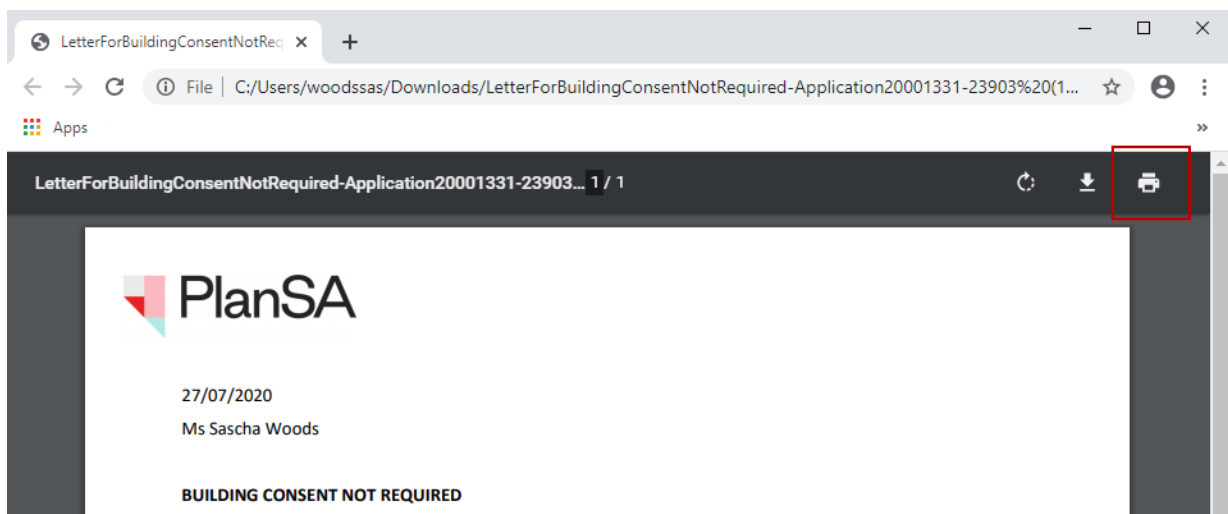 LetterForBuildingConsentNotReq
File | C:/Users/woodssas/Downloads/LetterForBuildingConsentNotRequired-Application20001331-23903%20(1...
Apps
LetterForBuildingConsentNotRequired-Application20001331-23903... 1 / 1
PlanSA
27/07/2020
Ms Sascha Woods
BUILDING CONSENT NOT REQUIRED